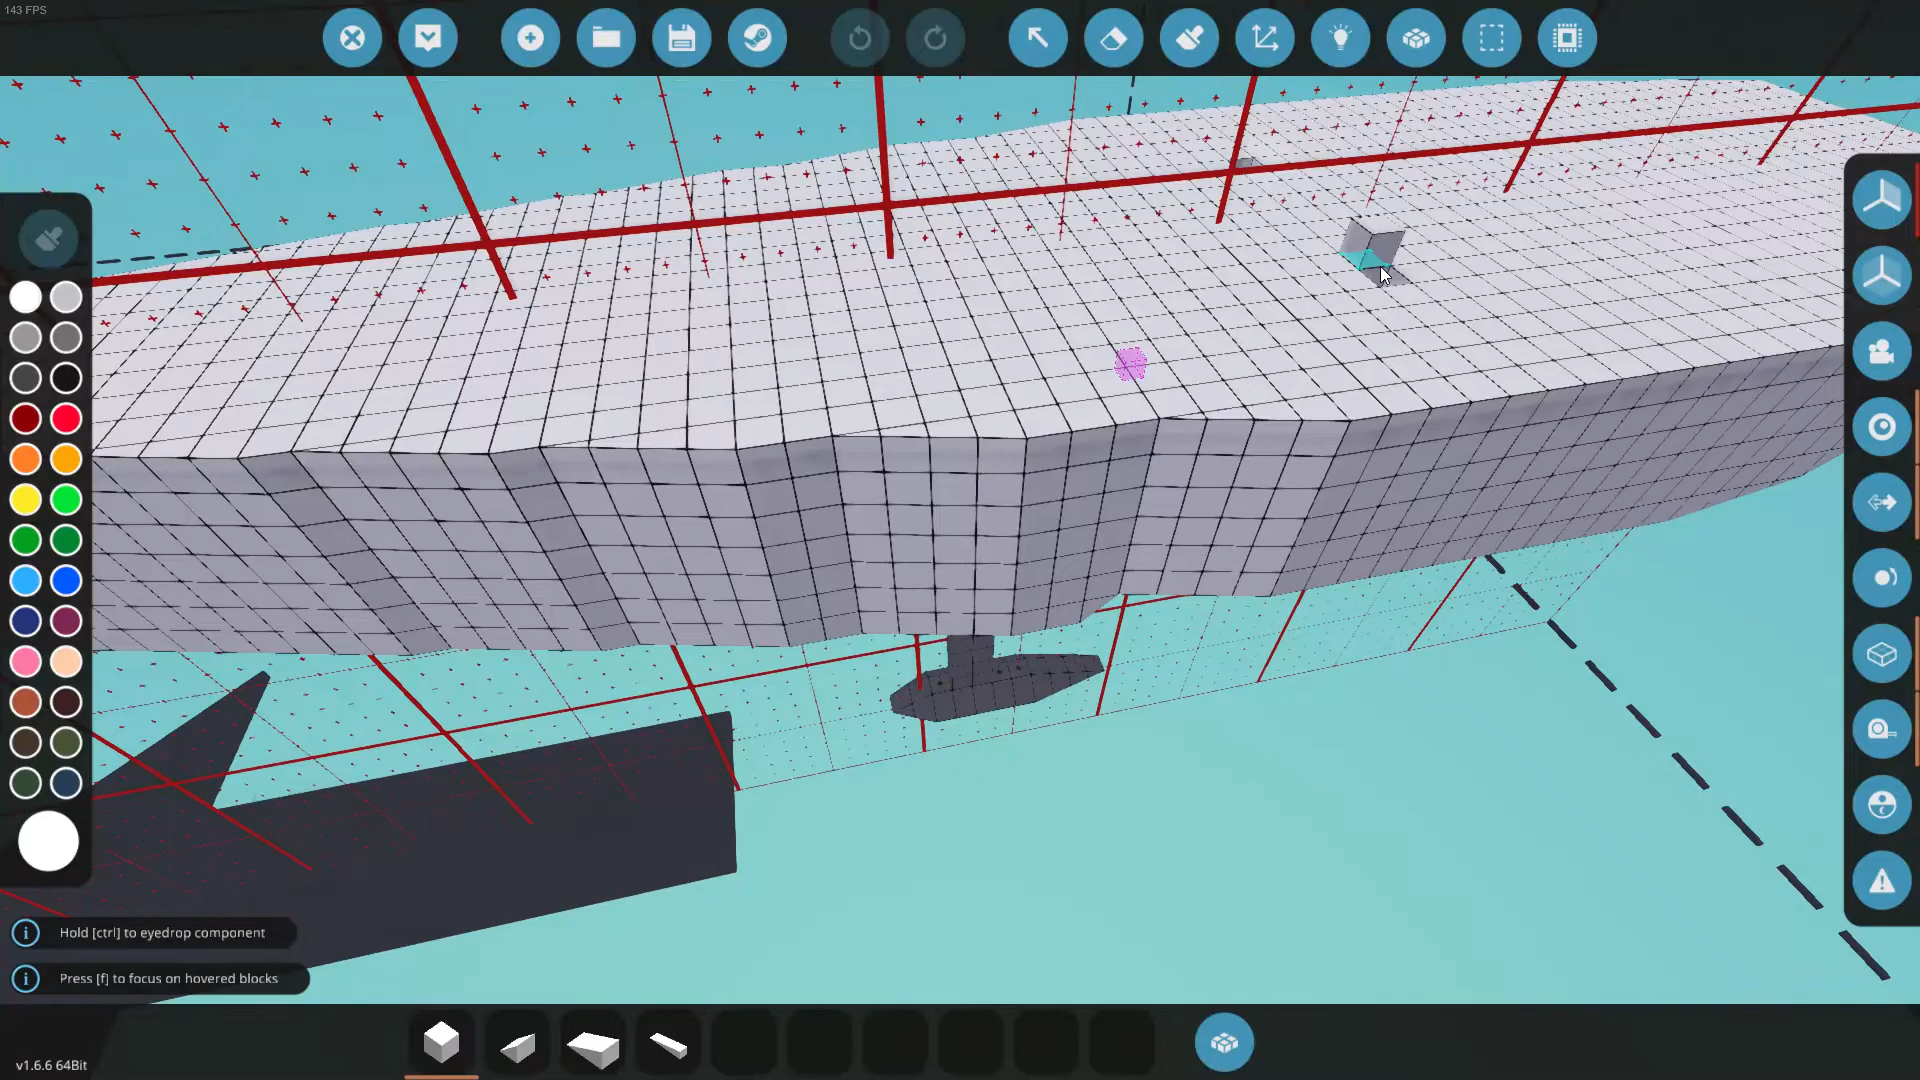 143 FPS
Hold [ctrl] to eyedrop component
Press [f] to focus on hovered blocks
v1.6.6 64Bit